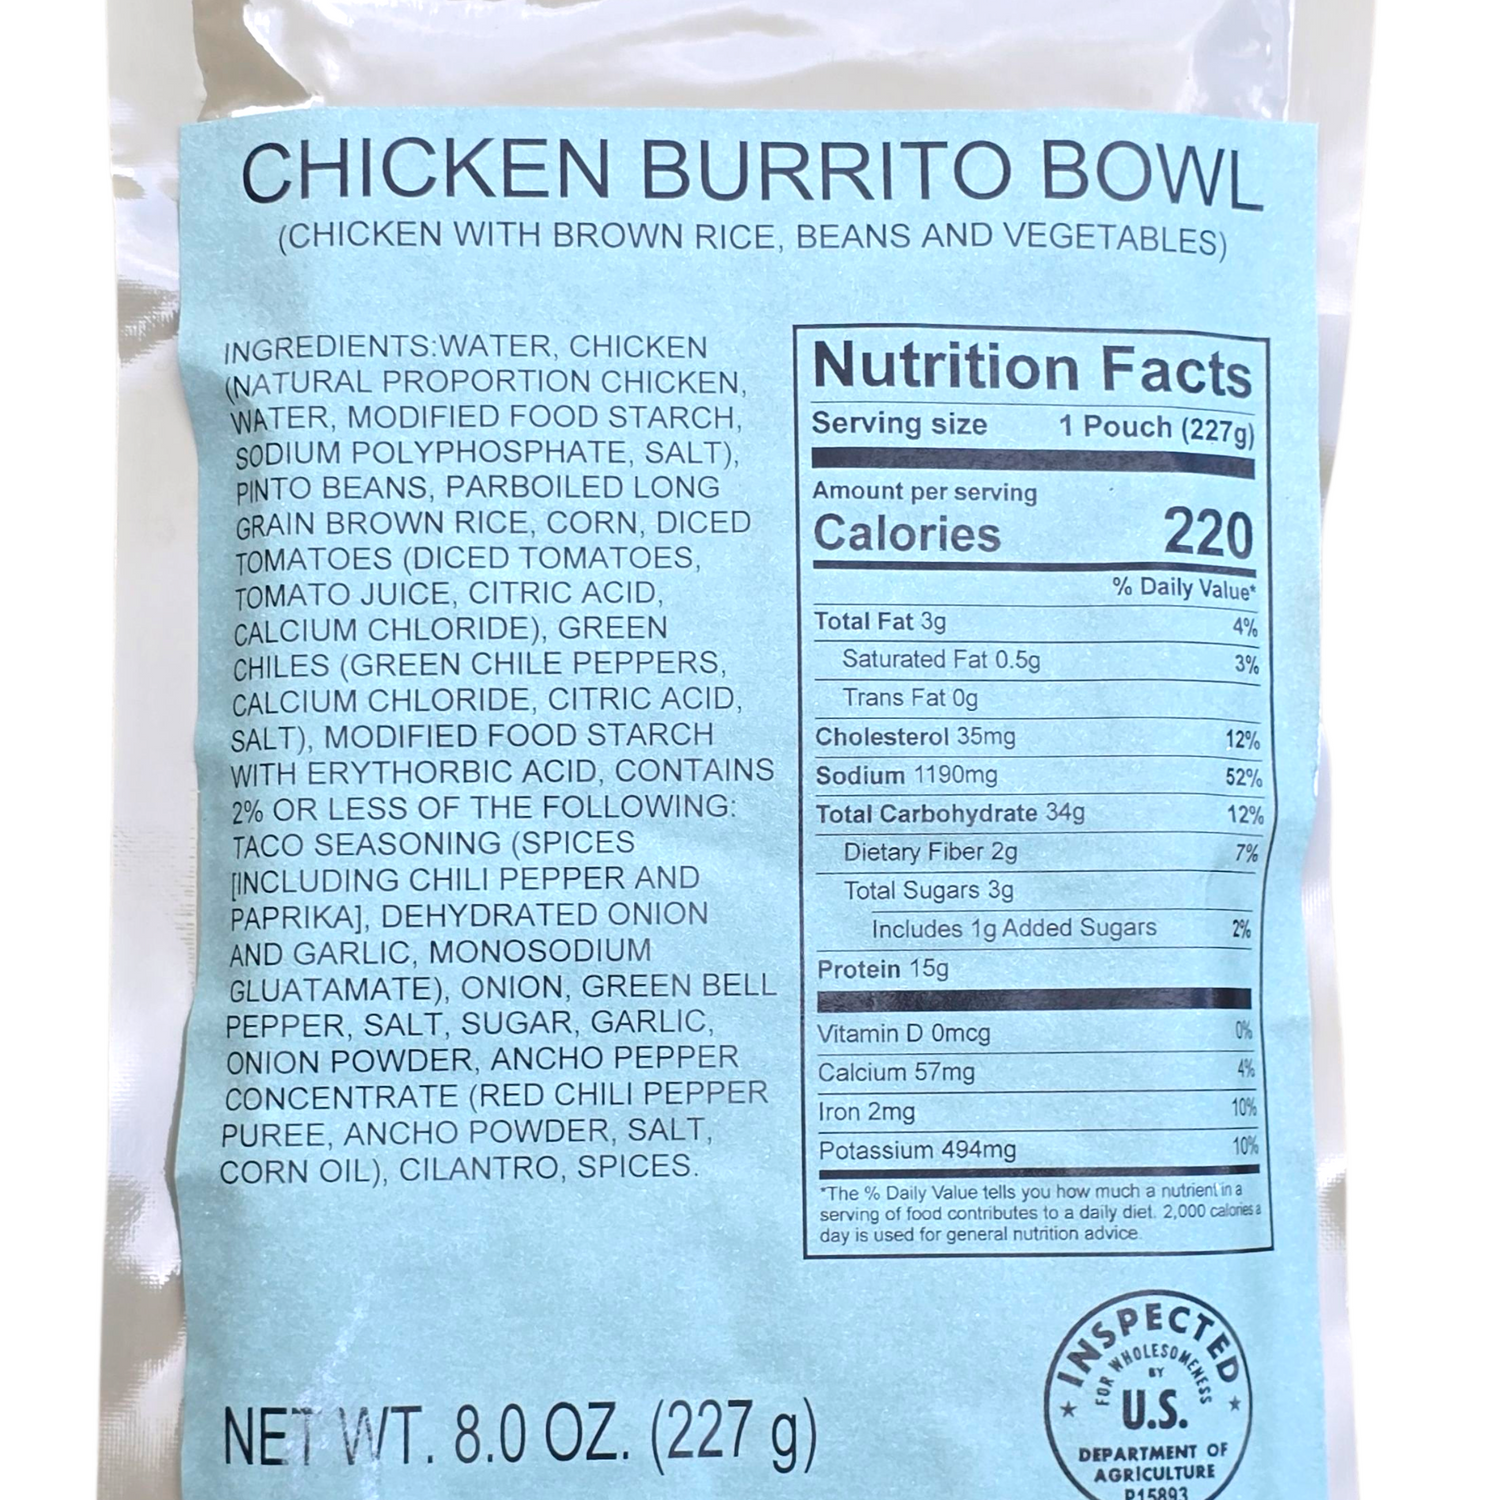 CHICKEN BURRITO BOWL
(CHICKEN WITH BROWN RICE, BEANS AND VEGETABLES)
INGREDIENTS:WATER, CHICKEN
(NATURAL PROPORTION CHICKEN,
WATER, MODIFIED FOOD STARCH,
SODIUM POLYPHOSPHATE, SALT),
PINTO BEANS, PARBOILED LONG
GRAIN BROWN RICE, CORN, DICED
TOMATOES (DICED TOMATOES,
TOMATO JUICE, CITRIC ACID,
CALCIUM CHLORIDE), GREEN
CHILES (GREEN CHILE PEPPERS,
CALCIUM CHLORIDE, CITRIC ACID,
SALT), MODIFIED FOOD STARCH
WITH ERYTHORBIC ACID, CONTAINS
2% OR LESS OF THE FOLLOWING:
TACO SEASONING (SPICES
[INCLUDING CHILI PEPPER AND
PAPRIKA], DEHYDRATED ONION
AND GARLIC, MONOSODIUM
GLUATAMATE), ONION, GREEN BELL
PEPPER, SALT, SUGAR, GARLIC,
ONION POWDER, ANCHO PEPPER
CONCENTRATE (RED CHILI PEPPER
PUREE, ANCHO POWDER, SALT,
CORN OIL), CILANTRO, SPICES.
Nutrition Facts
Serving size 1 Pouch (227g)
Amount per serving
Calories 220
% Daily Value*
Total Fat 3g 4%
Saturated Fat 0.5g 3%
Trans Fat 0g
Cholesterol 35mg 12%
Sodium 1190mg 52%
Total Carbohydrate 34g 12%
Dietary Fiber 2g 7%
Total Sugars 3g
Includes 1g Added Sugars 2%
Protein 15g
Vitamin D 0mcg 0%
Calcium 57mg 4%
Iron 2mg 10%
Potassium 494mg 10%
*The % Daily Value tells you how much a nutrient in a
serving of food contributes to a daily diet. 2,000 calories a
day is used for general nutrition advice.
NET WT. 8.0 OZ. (227 g)
INSPECTED
FOR WHOLESOMENESS
BY
U.S.
DEPARTMENT OF
AGRICULTURE
P15893